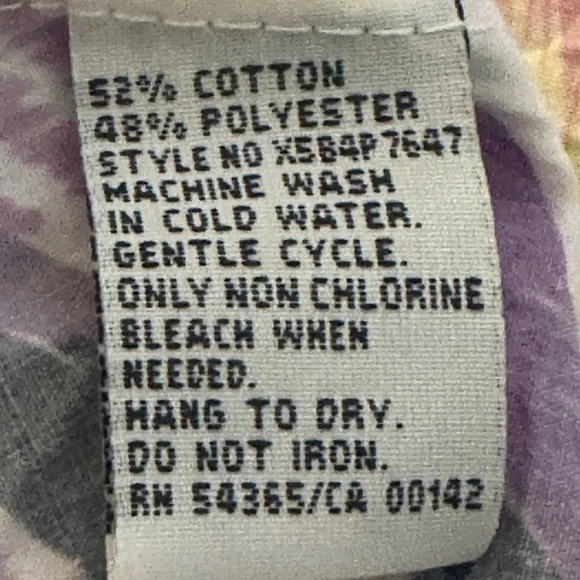 52% COTTON
48% POLYESTER
STYLE NO X5B4P7647
MACHINE WASH
IN COLD WATER.
GENTLE CYCLE.
ONLY NON CHLORINE
BLEACH WHEN
NEEDED.
HANG TO DRY.
DO NOT IRON.
RN 54365/CA 00142